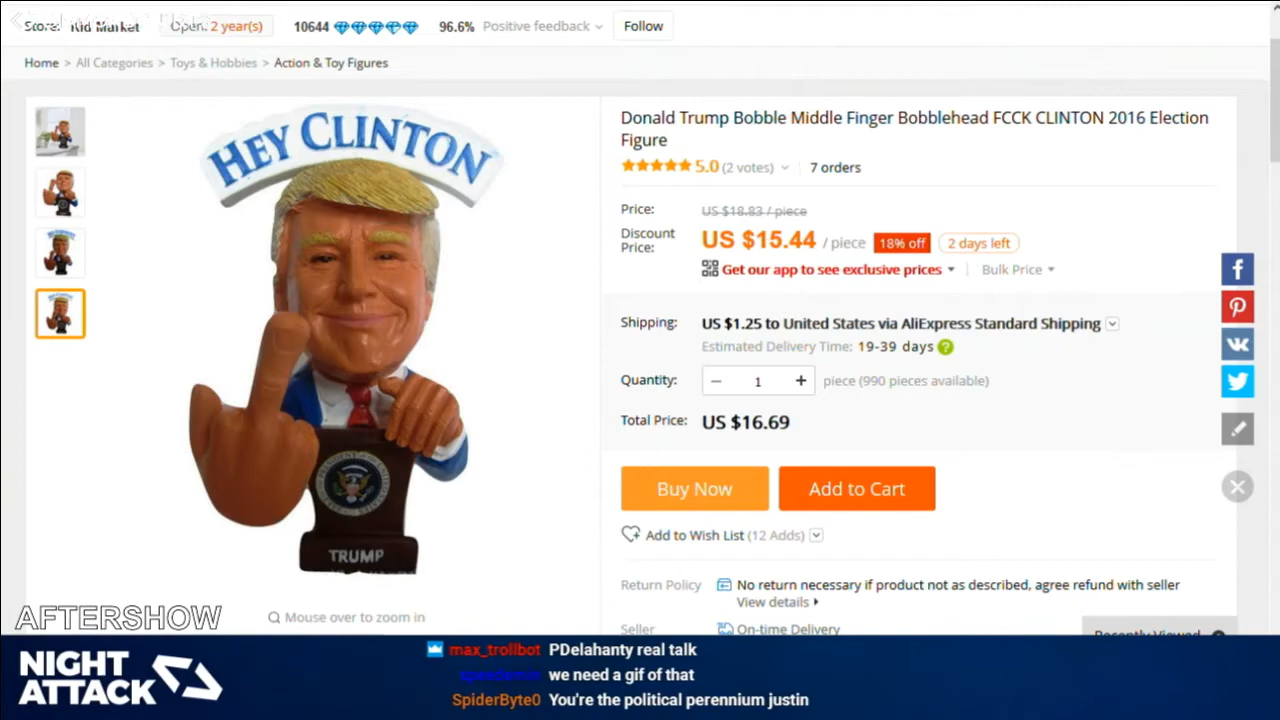 Store: Kid Market Open: 2 year(s) 10644 96.6% Positive feedback Follow
Home > All Categories > Toys & Hobbies > Action & Toy Figures
HEY CLINTON
TRUMP
Mouse over to zoom in
Donald Trump Bobble Middle Finger Bobblehead FCCK CLINTON 2016 Election
Figure
5.0 (2 votes) 7 orders
Price: US $18.83 / piece
Discount
Price: US $15.44 / piece 18% off 2 days left
Get our app to see exclusive prices Bulk Price
Shipping: US $1.25 to United States via AliExpress Standard Shipping
Estimated Delivery Time: 19-39 days ?
Quantity: − 1 + piece (990 pieces available)
Total Price: US $16.69
Buy Now Add to Cart
Add to Wish List (12 Adds)
Return Policy No return necessary if product not as described, agree refund with seller
View details
Seller On-time Delivery
Recently Viewed
AFTERSHOW
NIGHT
ATTACK
max_trollbot PDelahanty real talk
we need a gif of that
SpiderByte0 You're the political perennium justin